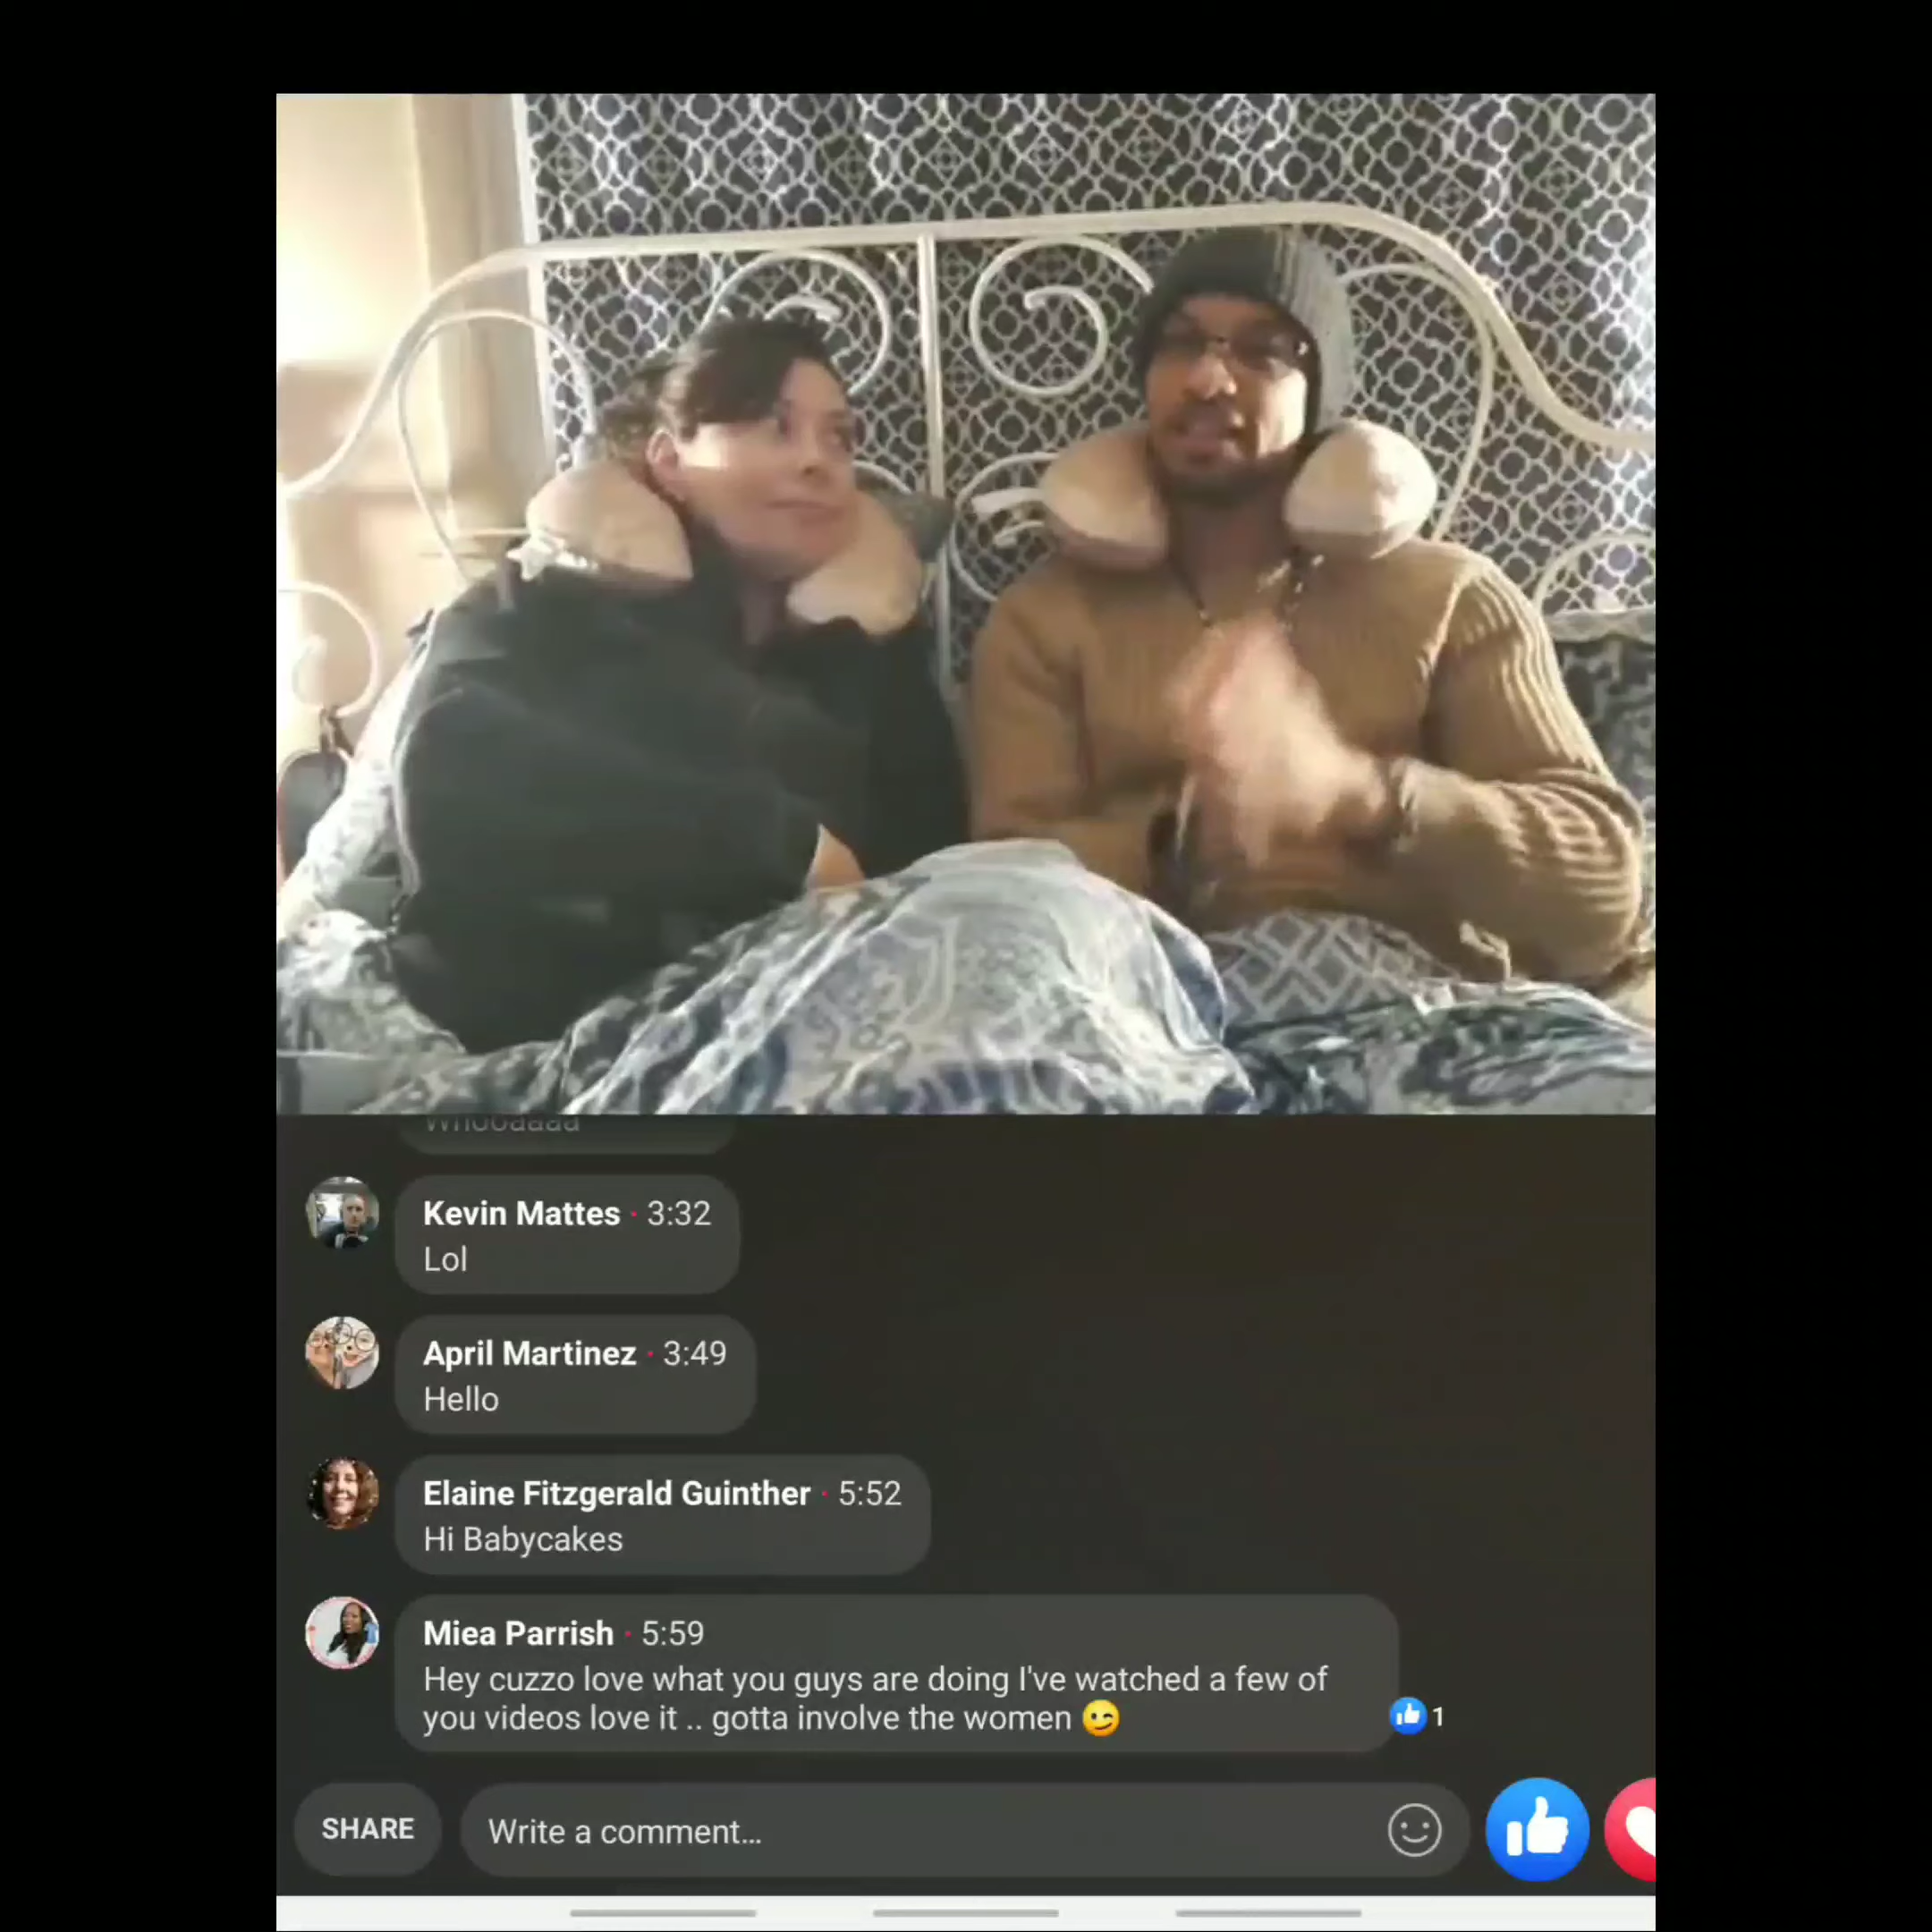 Kevin Mattes · 3:32
Lol
April Martinez · 3:49
Hello
Elaine Fitzgerald Guinther · 5:52
Hi Babycakes
Miea Parrish · 5:59
Hey cuzzo love what you guys are doing I've watched a few of
you videos love it .. gotta involve the women 😉
1
SHARE
Write a comment...